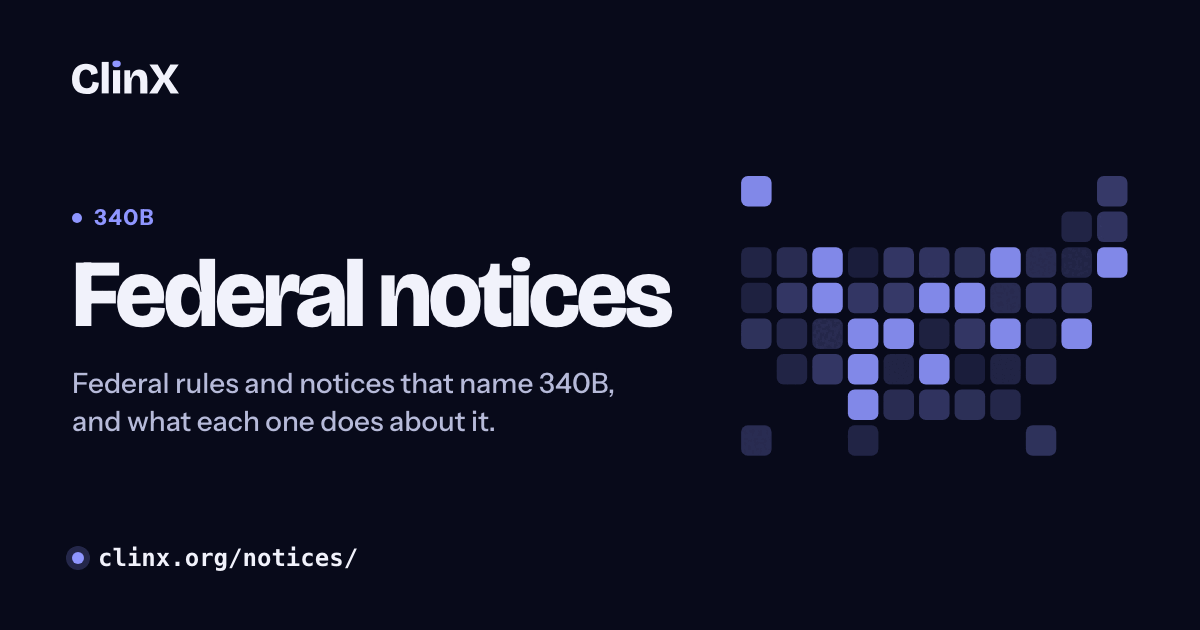 ClinX
340B
Federal notices
Federal rules and notices that name 340B,
and what each one does about it.
clinx.org/notices/